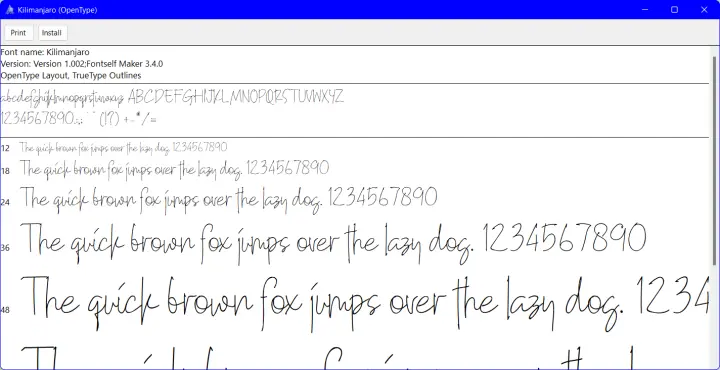 Kilimanjaro (OpenType)
Print Install
Font name: Kilimanjaro
Version: Version 1.002;Fontself Maker 3.4.0
OpenType Layout, TrueType Outlines
abcdefghijklmnopqrstuvwxyz ABCDEFGHIJKLMNOPQRSTUVWXYZ
1234567890.:,; ' " (!?) +-*/=
12 The quick brown fox jumps over the lazy dog. 1234567890
18 The quick brown fox jumps over the lazy dog. 1234567890
24 The quick brown fox jumps over the lazy dog. 1234567890
36 The quick brown fox jumps over the lazy dog. 1234567890
48 The quick brown fox jumps over the lazy dog. 1234